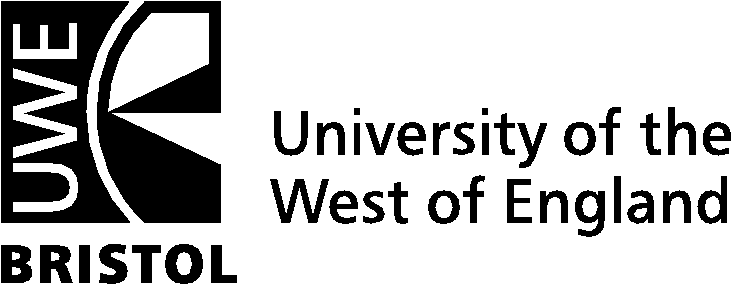 UWE
BRISTOL
University of the
West of England